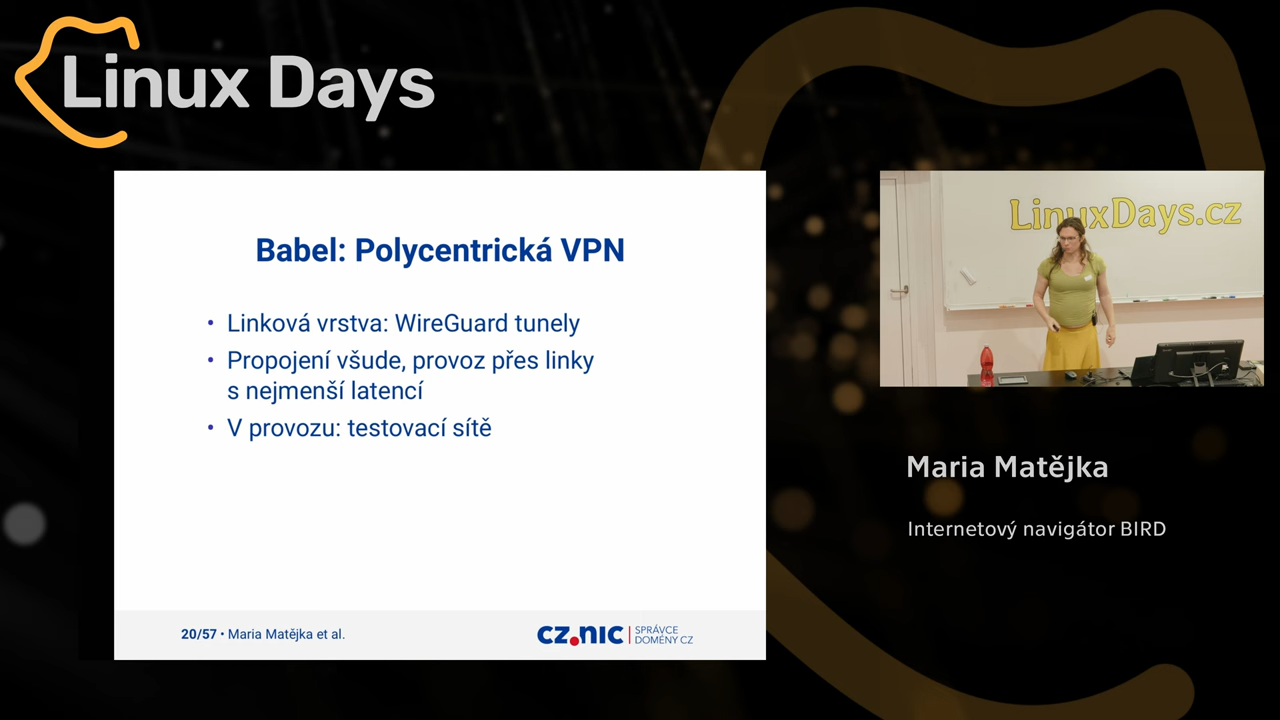 Linux Days
Babel: Polycentrická VPN
• Linková vrstva: WireGuard tunely
• Propojení všude, provoz přes linky
s nejmenší latencí
• V provozu: testovací sítě
20/57 • Maria Matějka et al.
CZ.NIC | SPRÁVCE
DOMÉNY CZ
LinuxDays.cz
Maria Matějka
Internetový navigátor BIRD